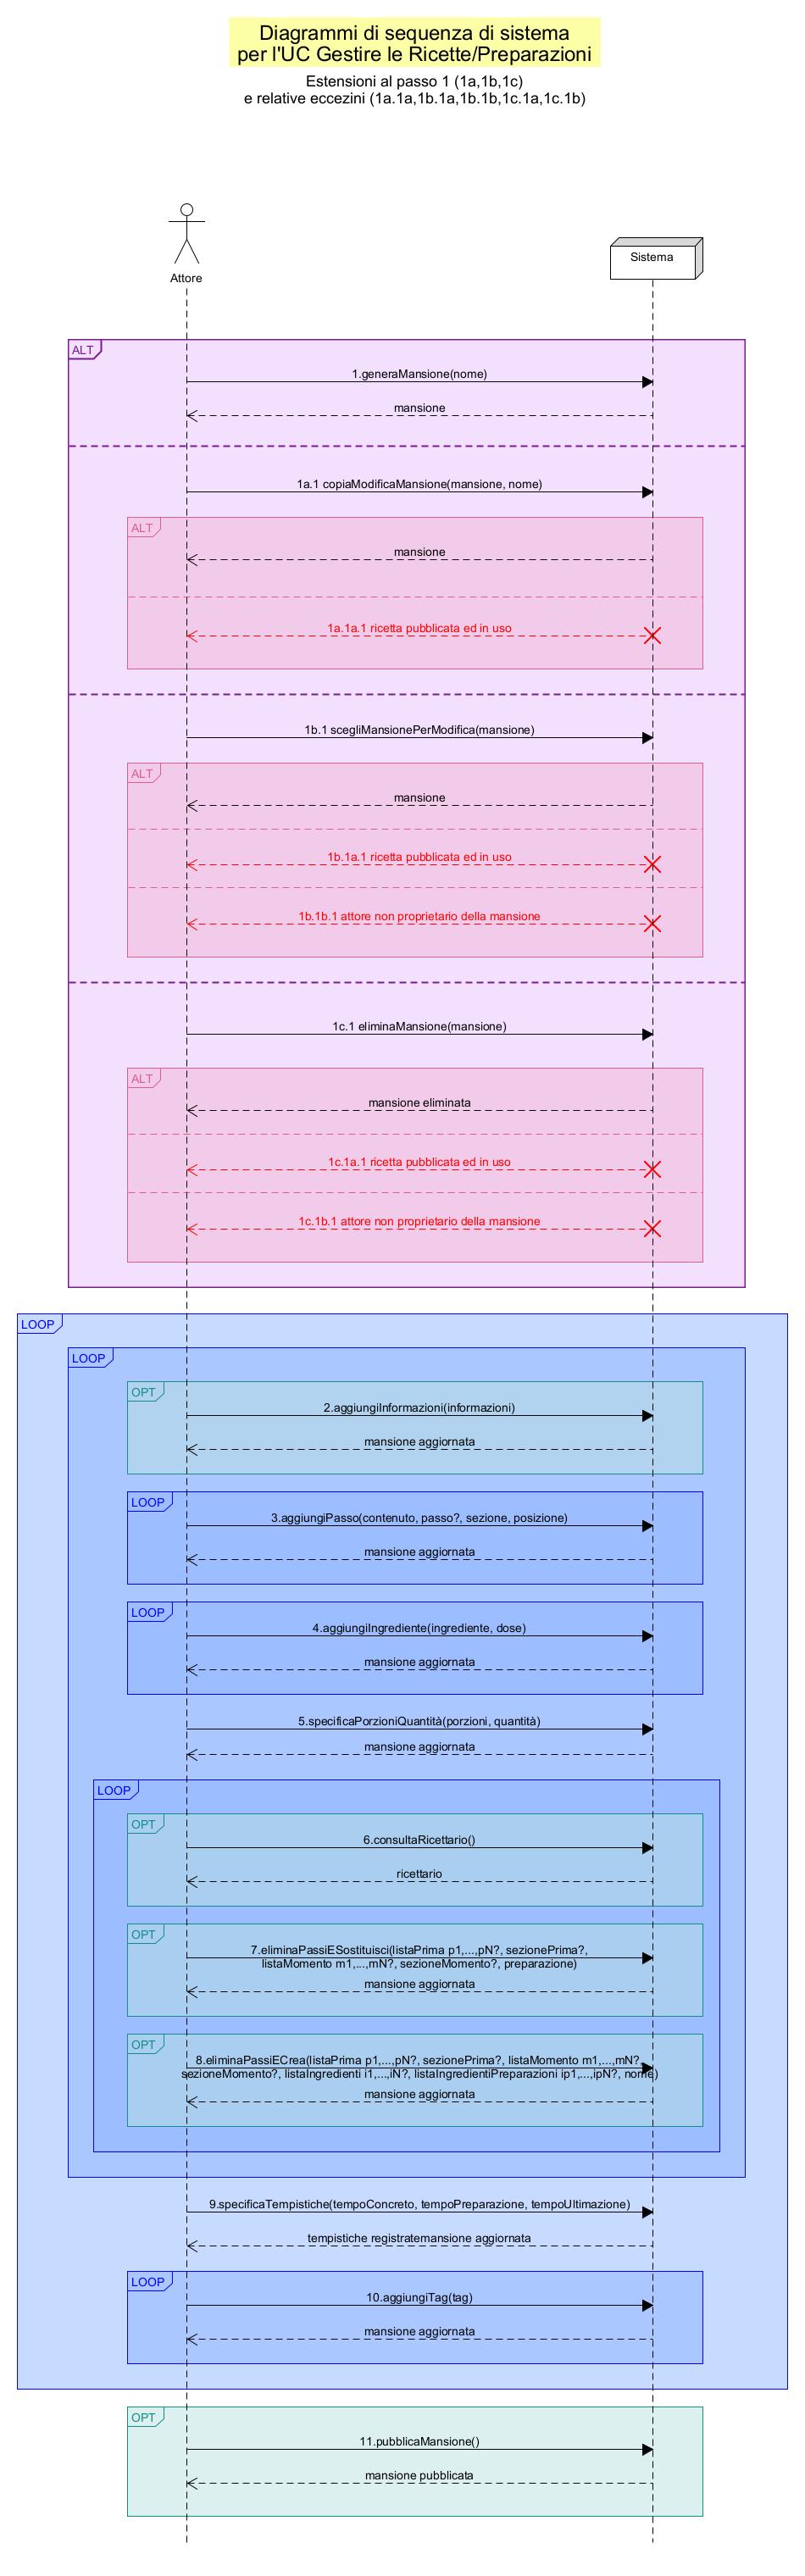 Diagrammi di sequenza di sistema
per l'UC Gestire le Ricette/Preparazioni
Estensioni al passo 1 (1a,1b,1c)
e relative eccezini (1a.1a,1b.1a,1b.1b,1c.1a,1c.1b)
Attore
Sistema
ALT
1.generaMansione(nome)
mansione
1a.1 copiaModificaMansione(mansione, nome)
ALT
mansione
1a.1a.1 ricetta pubblicata ed in uso
1b.1 scegliMansionePerModifica(mansione)
ALT
mansione
1b.1a.1 ricetta pubblicata ed in uso
1b.1b.1 attore non proprietario della mansione
1c.1 eliminaMansione(mansione)
ALT
mansione eliminata
1c.1a.1 ricetta pubblicata ed in uso
1c.1b.1 attore non proprietario della mansione
LOOP
LOOP
OPT
2.aggiungiInformazioni(informazioni)
mansione aggiornata
LOOP
3.aggiungiPasso(contenuto, passo?, sezione, posizione)
mansione aggiornata
LOOP
4.aggiungiIngrediente(ingrediente, dose)
mansione aggiornata
5.specificaPorzioniQuantità(porzioni, quantità)
mansione aggiornata
LOOP
OPT
6.consultaRicettario()
ricettario
OPT
7.eliminaPassiESostituisci(listaPrima p1,...,pN?, sezionePrima?,
listaMomento m1,...,mN?, sezioneMomento?, preparazione)
mansione aggiornata
OPT
8.eliminaPassiECrea(listaPrima p1,...,pN?, sezionePrima?, listaMomento m1,...,mN?,
sezioneMomento?, listaIngredienti i1,...,iN?, listaIngredientiPreparazioni ip1,...,ipN?, nome)
mansione aggiornata
9.specificaTempistiche(tempoConcreto, tempoPreparazione, tempoUltimazione)
tempistiche registratemansione aggiornata
LOOP
10.aggiungiTag(tag)
mansione aggiornata
OPT
11.pubblicaMansione()
mansione pubblicata